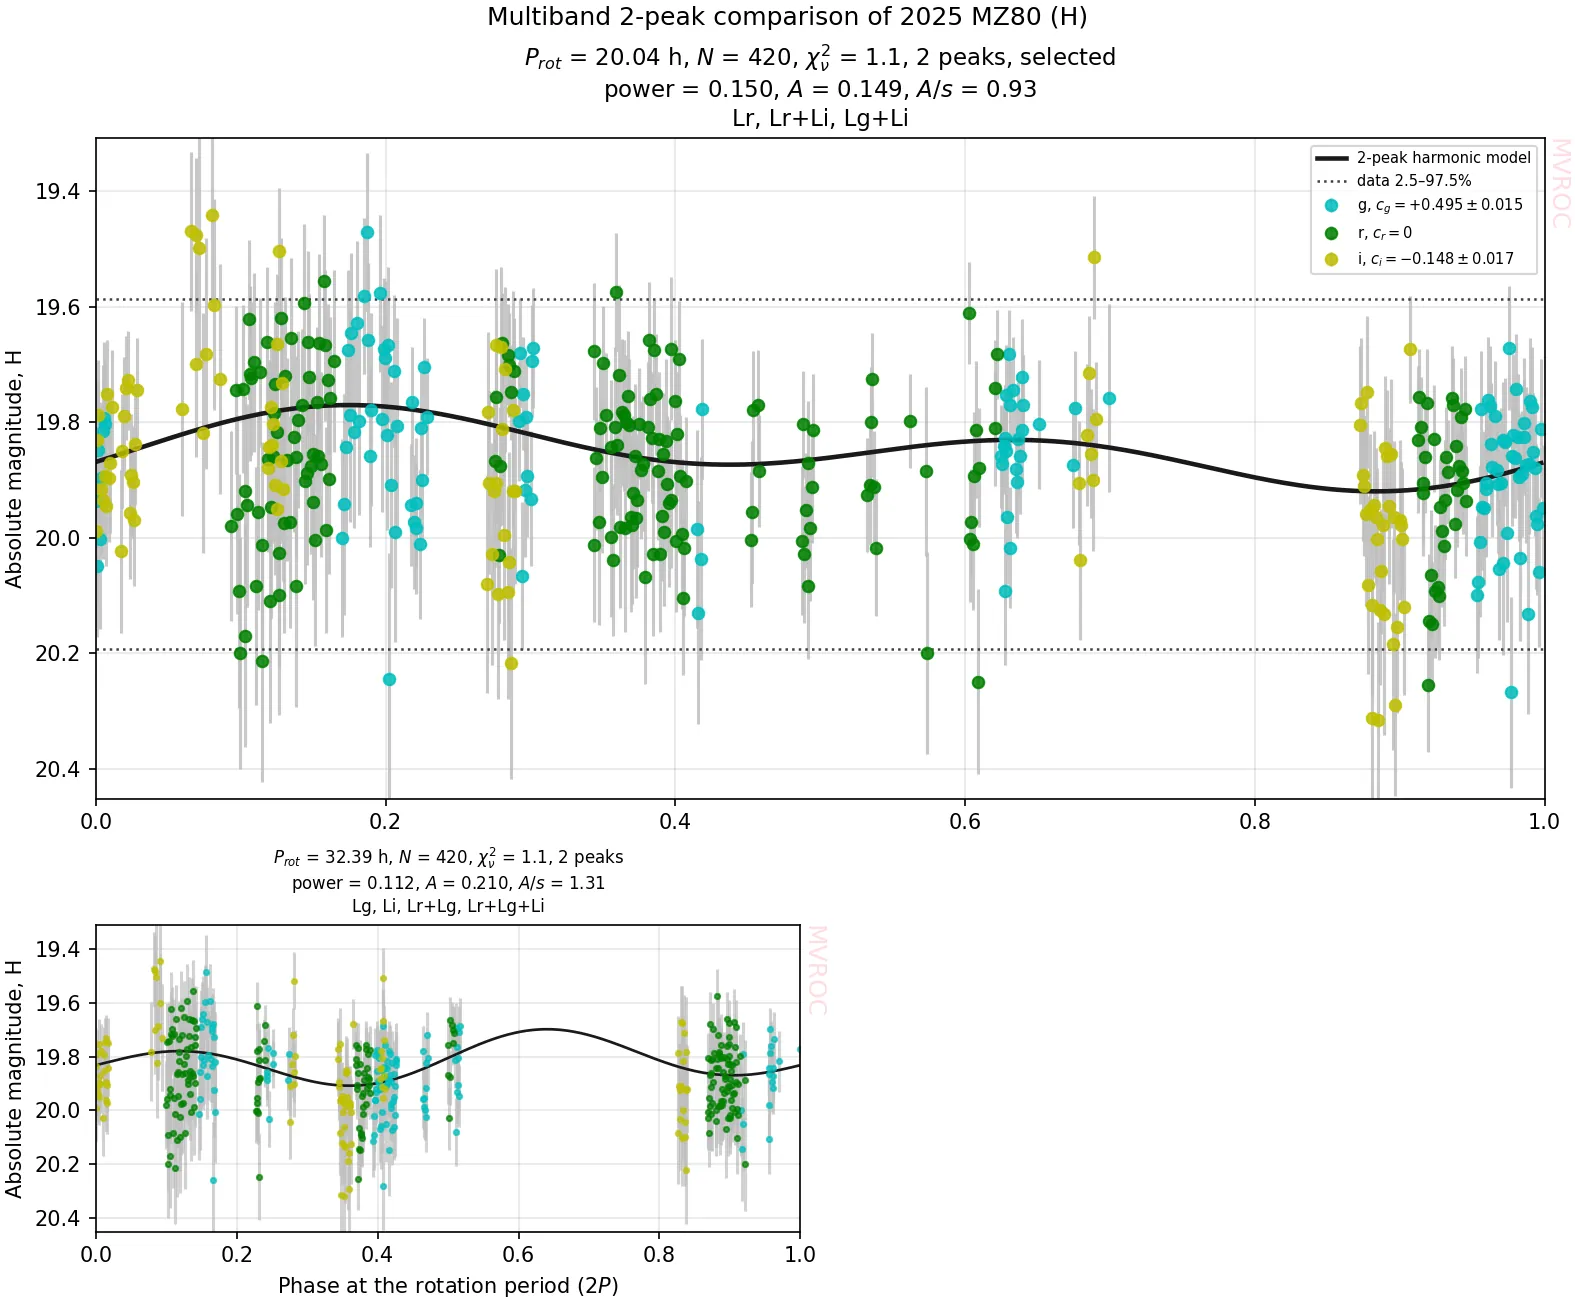 Multiband 2-peak comparison of 2025 MZ80 (H)
P_rot = 20.04 h, N = 420, χ²_ν = 1.1, 2 peaks, selected
power = 0.150, A = 0.149, A/s = 0.93
Lr, Lr+Li, Lg+Li
2-peak harmonic model
data 2.5–97.5%
g, c_g = +0.495 ± 0.015
r, c_r = 0
i, c_i = −0.148 ± 0.017
MVROC
Absolute magnitude, H
19.4
19.6
19.8
20.0
20.2
20.4
0.0 0.2 0.4 0.6 0.8 1.0
P_rot = 32.39 h, N = 420, χ²_ν = 1.1, 2 peaks
power = 0.112, A = 0.210, A/s = 1.31
Lg, Li, Lr+Lg, Lr+Lg+Li
MVROC
Absolute magnitude, H
19.4
19.6
19.8
20.0
20.2
20.4
0.0 0.2 0.4 0.6 0.8 1.0
Phase at the rotation period (2P)